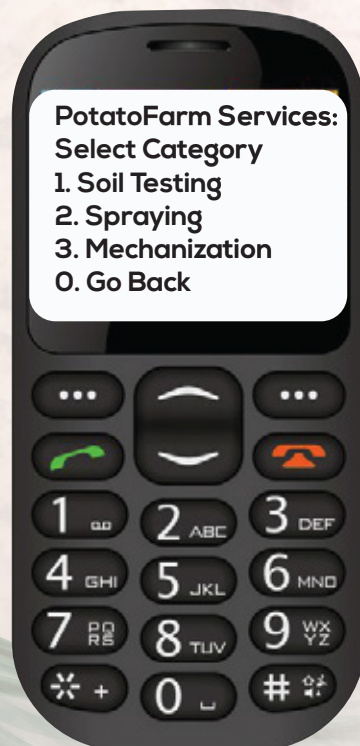 PotatoFarm Services:
Select Category
1. Soil Testing
2. Spraying
3. Mechanization
0. Go Back
1
2 ABC
3 DEF
4 GHI
5 JKL
6 MNO
7 PQRS
8 TUV
9 WXYZ
* +
0
#